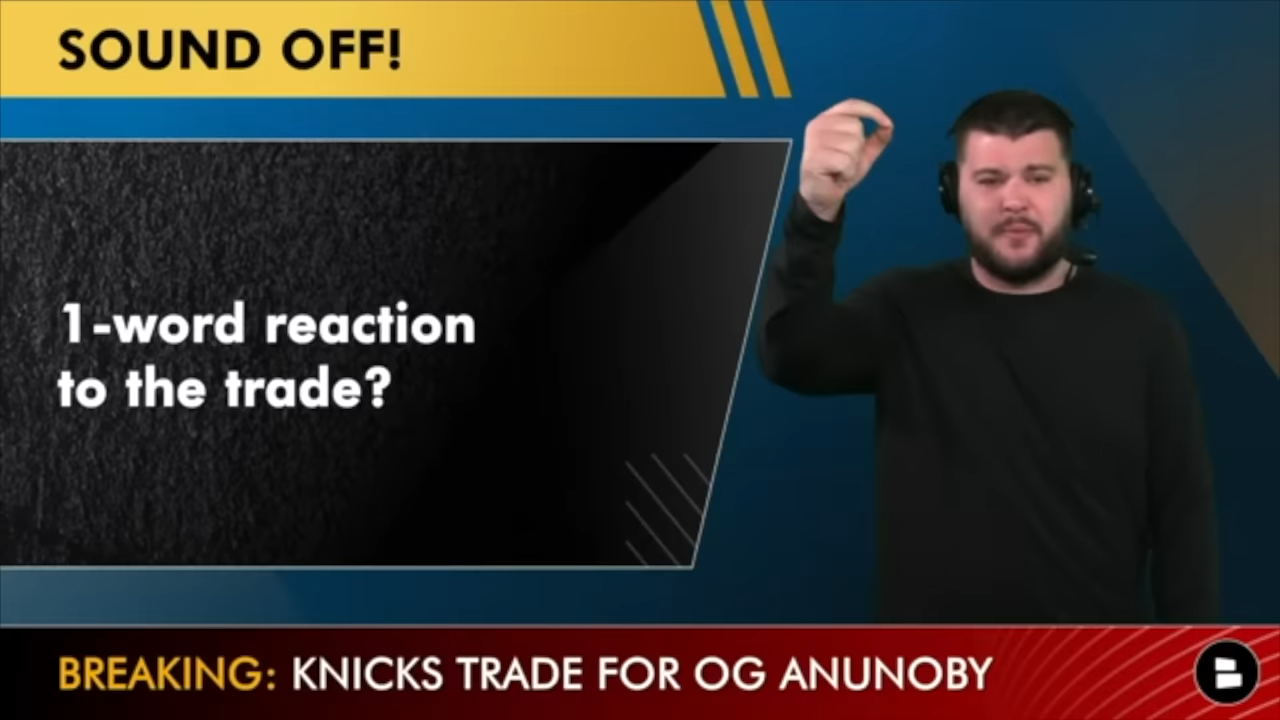 SOUND OFF!
1-word reaction
to the trade?
BREAKING: KNICKS TRADE FOR OG ANUNOBY